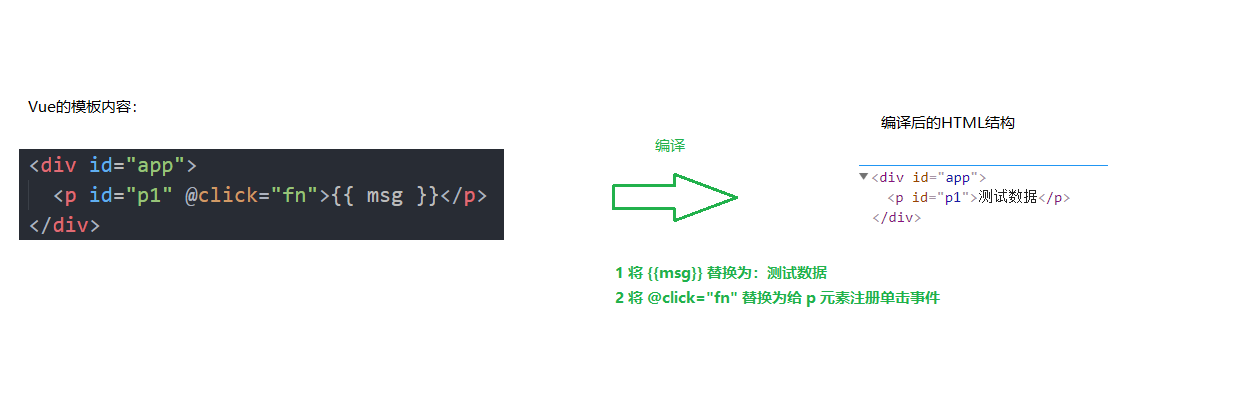 Vue的模板内容：
<div id="app">
<p id="p1" @click="fn">{{ msg }}</p>
</div>
编译
1 将 {{msg}} 替换为：测试数据
2 将 @click="fn" 替换为给 p 元素注册单击事件
编译后的HTML结构
<div id="app">
<p id="p1">测试数据</p>
</div>